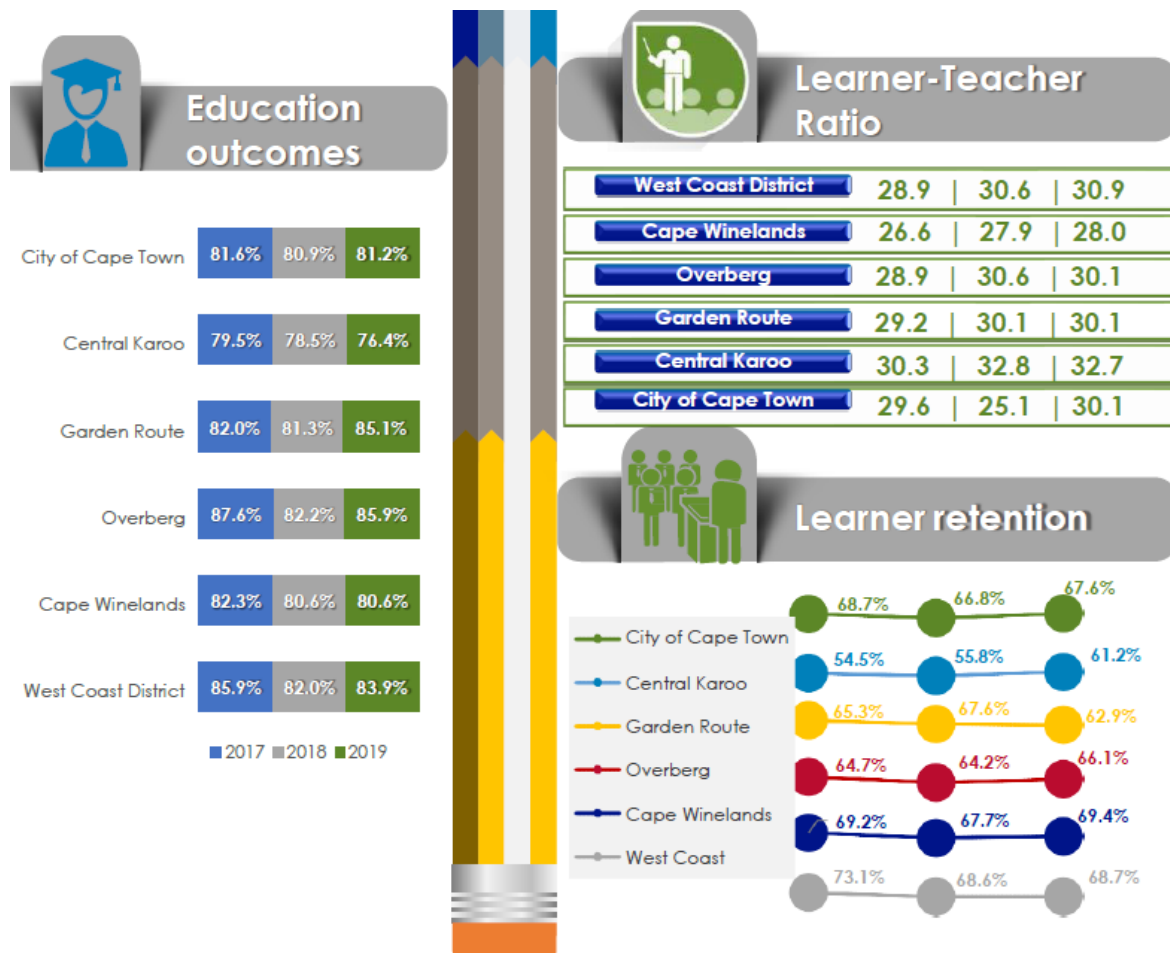 Education
outcomes
City of Cape Town 81.6% 80.9% 81.2%
Central Karoo 79.5% 78.5% 76.4%
Garden Route 82.0% 81.3% 85.1%
Overberg 87.6% 82.2% 85.9%
Cape Winelands 82.3% 80.6% 80.6%
West Coast District 85.9% 82.0% 83.9%
2017 2018 2019
Learner-Teacher
Ratio
West Coast District 28.9 | 30.6 | 30.9
Cape Winelands 26.6 | 27.9 | 28.0
Overberg 28.9 | 30.6 | 30.1
Garden Route 29.2 | 30.1 | 30.1
Central Karoo 30.3 | 32.8 | 32.7
City of Cape Town 29.6 | 25.1 | 30.1
Learner retention
City of Cape Town 68.7% 66.8% 67.6%
Central Karoo 54.5% 55.8% 61.2%
Garden Route 65.3% 67.6% 62.9%
Overberg 64.7% 64.2% 66.1%
Cape Winelands 69.2% 67.7% 69.4%
West Coast 73.1% 68.6% 68.7%